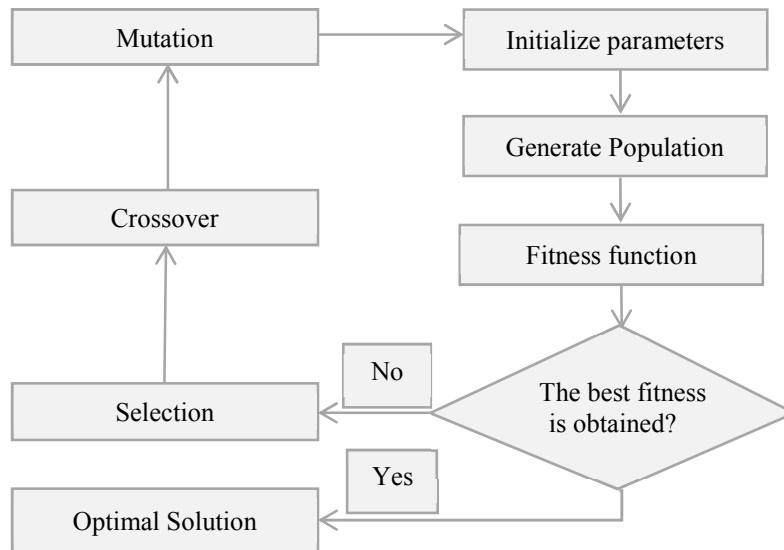 Mutation
Initialize parameters
Generate Population
Crossover
Fitness function
No
The best fitness
is obtained?
Selection
Yes
Optimal Solution